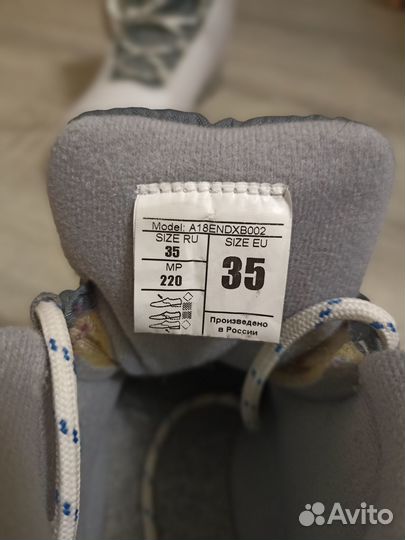 Model: A18ENDXB002
SIZE RU
35
MP
220
SIZE EU
35
Произведено
в России
Avito